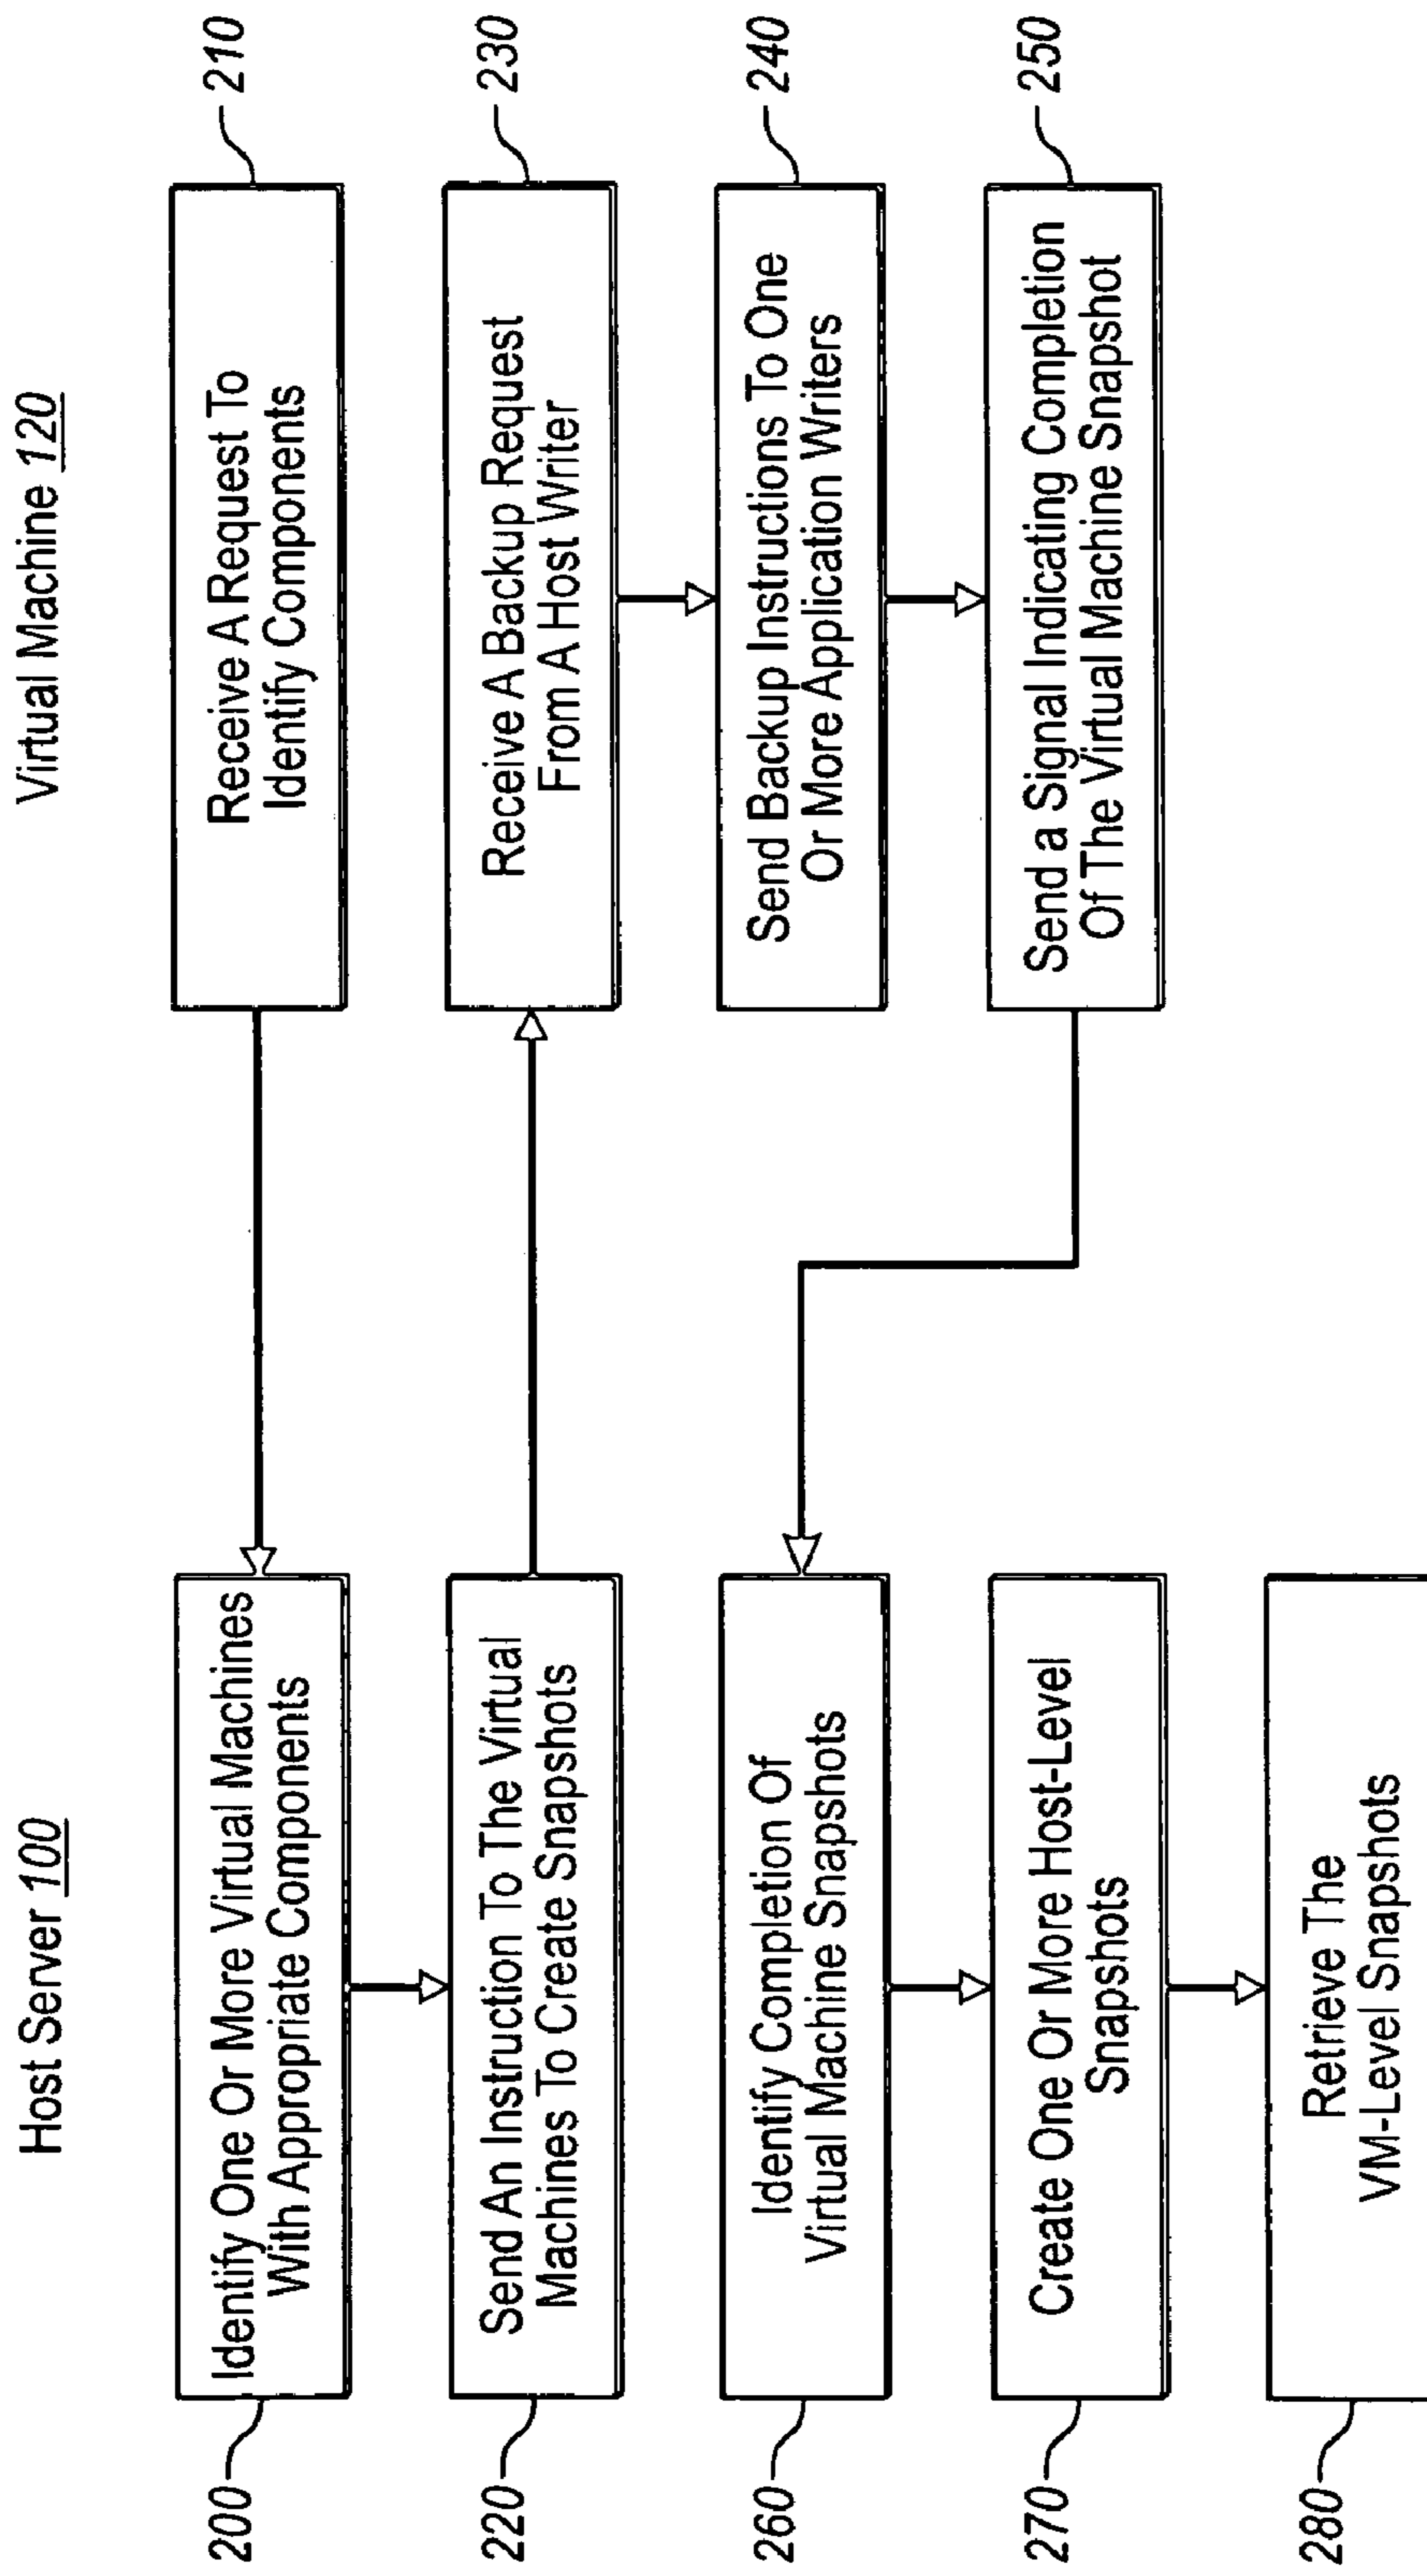 Host Server 100
Virtual Machine 120
200
Identify One Or More Virtual Machines
With Appropriate Components
Receive A Request To
Identify Components
210
220
Send An Instruction To The Virtual
Machines To Create Snapshots
Receive A Backup Request
From A Host Writer
230
260
Identify Completion Of
Virtual Machine Snapshots
Send Backup Instructions To One
Or More Application Writers
240
270
Create One Or More Host-Level
Snapshots
Send a Signal Indicating Completion
Of The Virtual Machine Snapshot
250
280
Retrieve The
VM-Level Snapshots